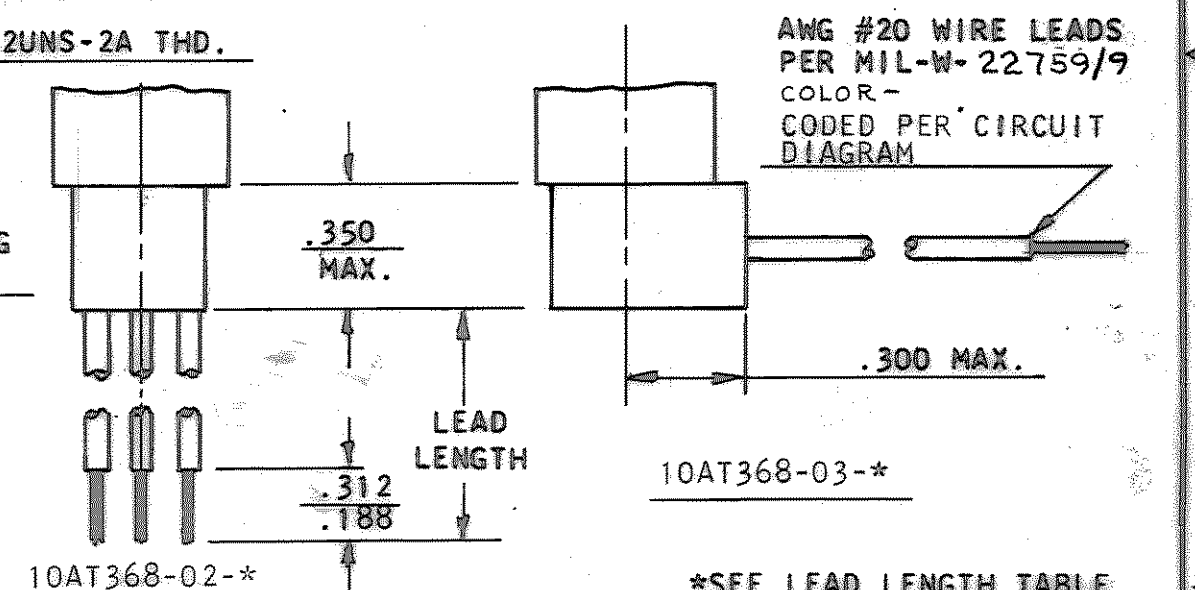 2UNS-2A THD.
AWG #20 WIRE LEADS
PER MIL-W-22759/9
COLOR-
CODED PER CIRCUIT
DIAGRAM
G
.350
MAX.
.300 MAX.
LEAD
LENGTH
.312
.188
10AT368-03-*
10AT368-02-*
*SEE LEAD LENGTH TABLE